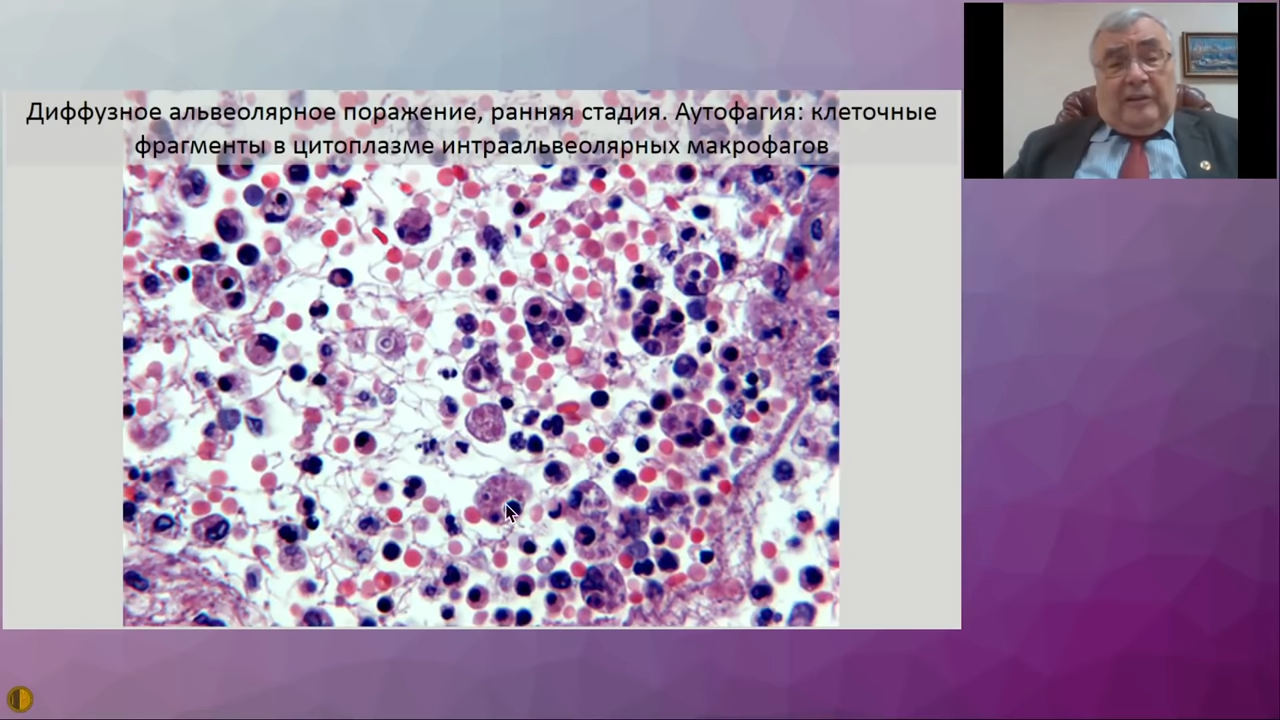 Диффузное альвеолярное поражение, ранняя стадия. Аутофагия: клеточные
фрагменты в цитоплазме интраальвеолярных макрофагов